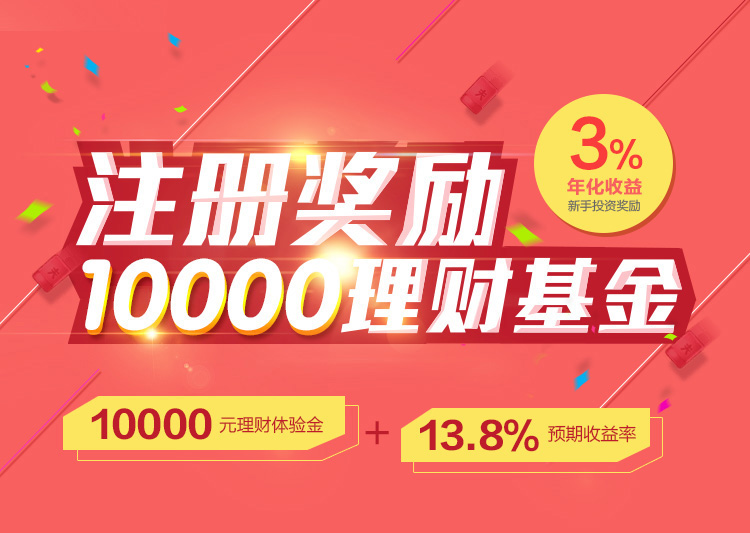 3%
年化收益
新手投资奖励
注册奖励
10000理财基金
10000 元理财体验金 + 13.8% 预期收益率